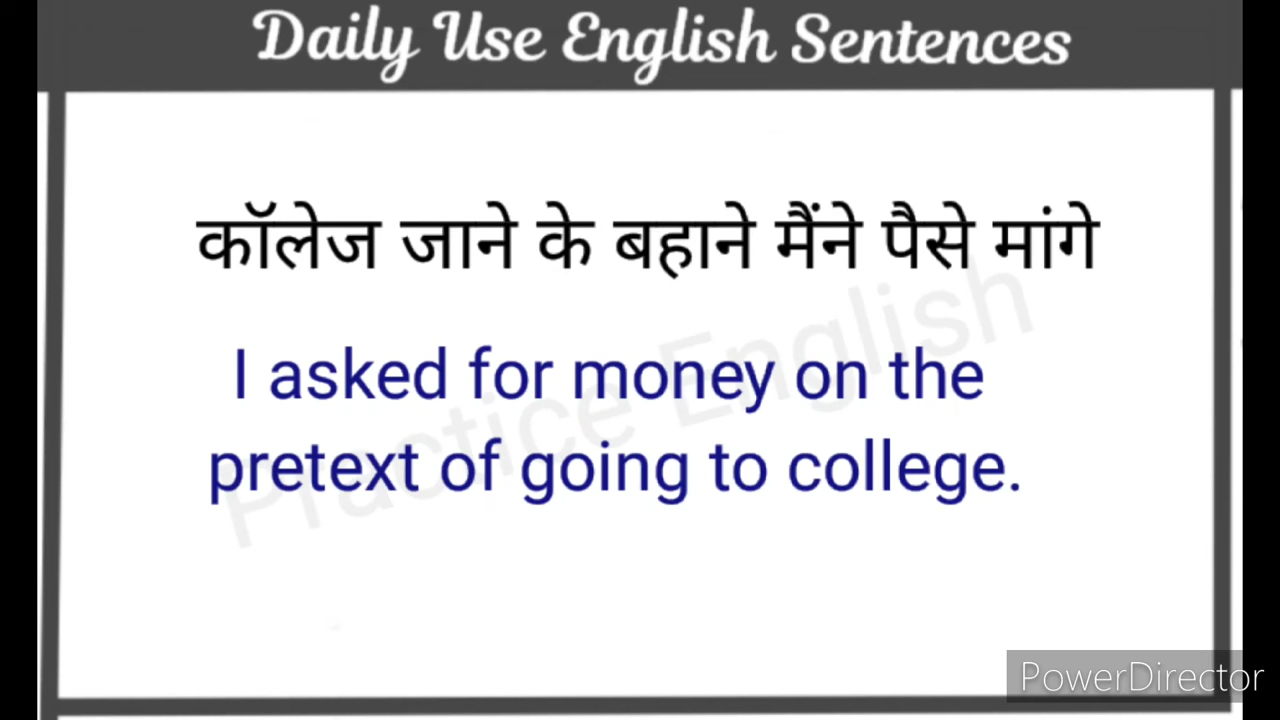 Daily Use English Sentences
कॉलेज जाने के बहाने मैंने पैसे मांगे
I asked for money on the
pretext of going to college.
Practice English
PowerDirector